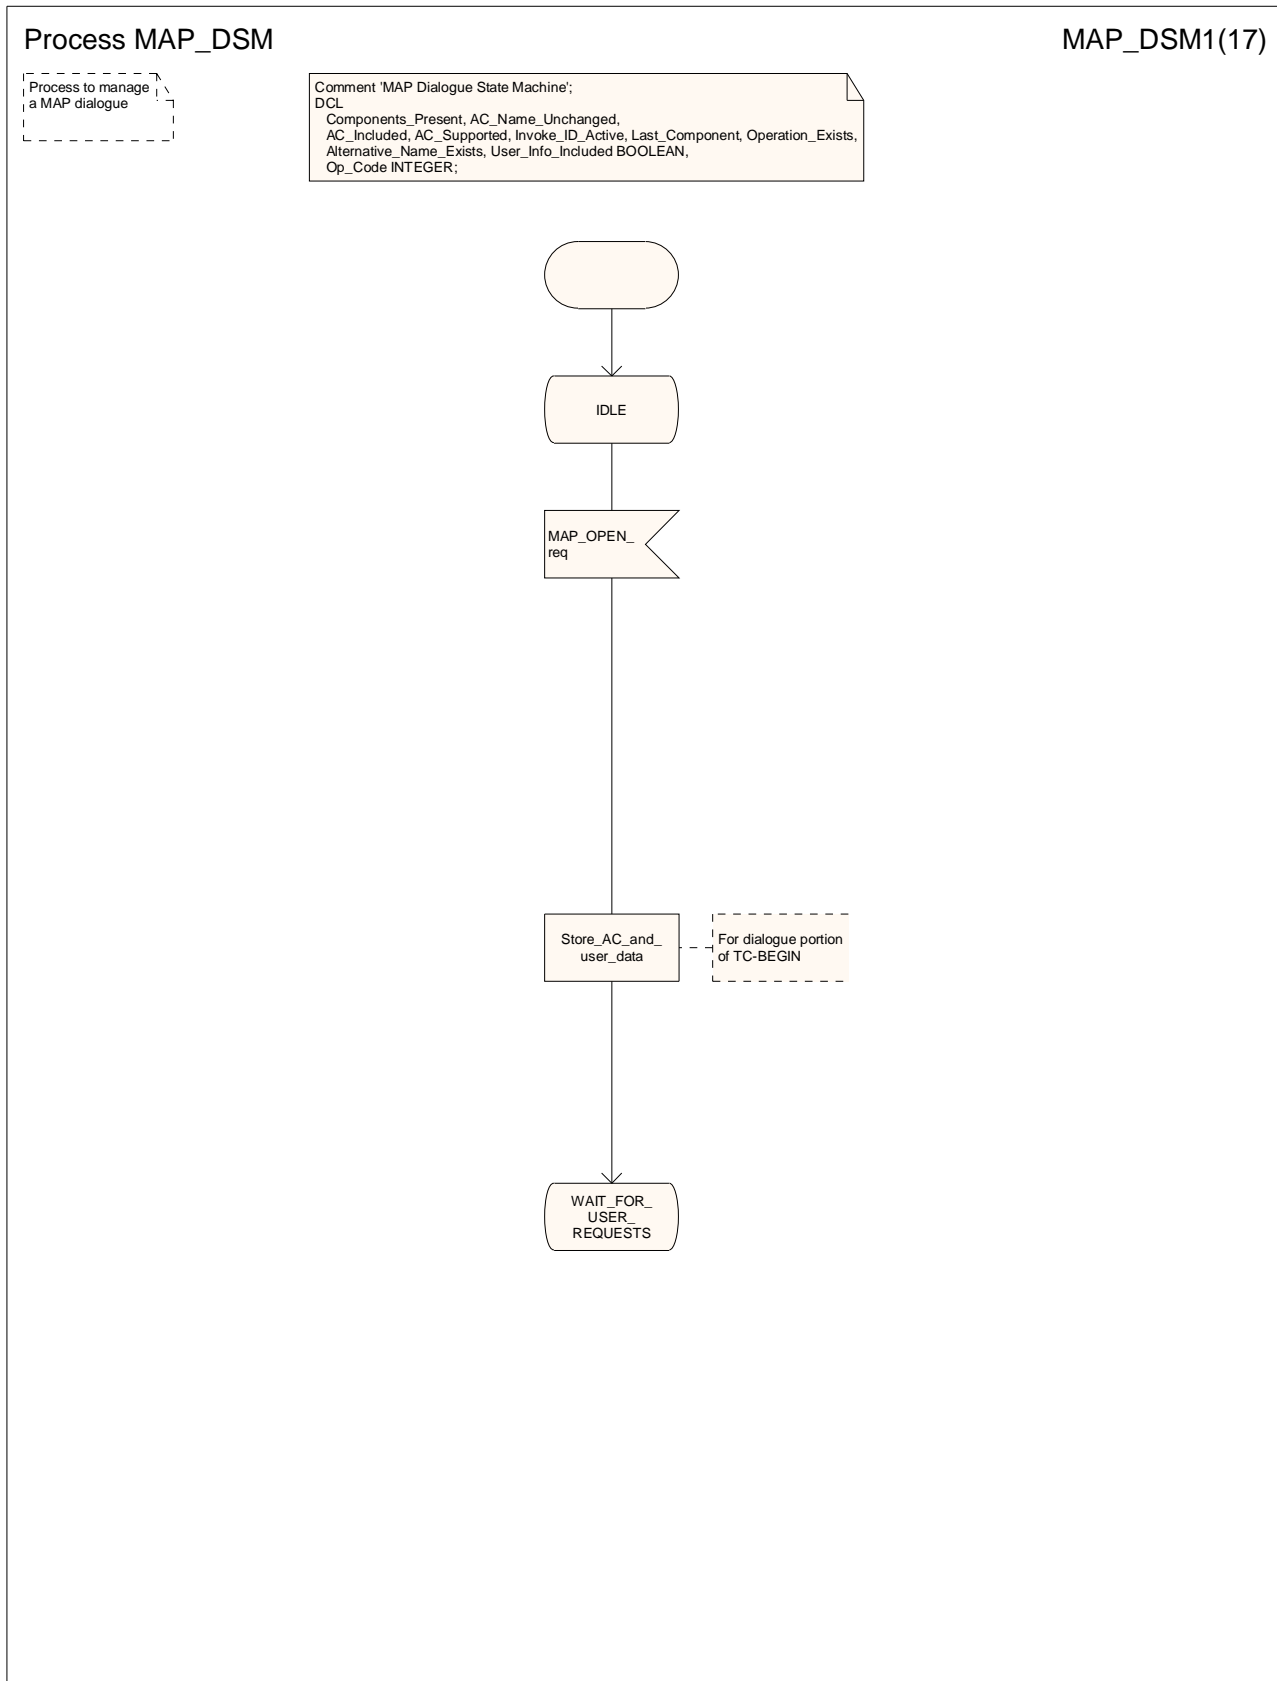 Process MAP_DSM
MAP_DSM1(17)
Process to manage
a MAP dialogue
Comment 'MAP Dialogue State Machine';
DCL
Components_Present, AC_Name_Unchanged,
AC_Included, AC_Supported, Invoke_ID_Active, Last_Component, Operation_Exists,
Alternative_Name_Exists, User_Info_Included BOOLEAN,
Op_Code INTEGER;
IDLE
MAP_OPEN_
req
Store_AC_and_
user_data
For dialogue portion
of TC-BEGIN
WAIT_FOR_
USER_
REQUESTS